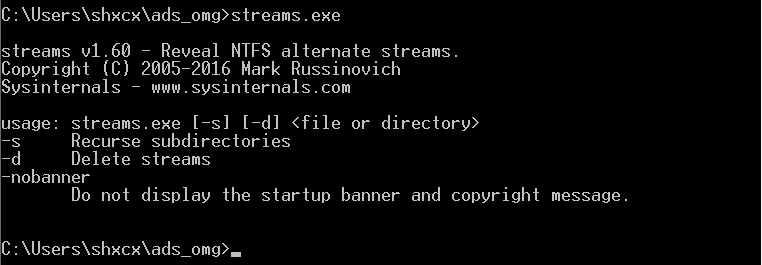 C:\Users\shxcx\ads_omg>streams.exe
streams v1.60 - Reveal NTFS alternate streams.
Copyright (C) 2005-2016 Mark Russinovich
Sysinternals - www.sysinternals.com
usage: streams.exe [-s] [-d] <file or directory>
-s      Recurse subdirectories
-d      Delete streams
-nobanner
        Do not display the startup banner and copyright message.
C:\Users\shxcx\ads_omg>